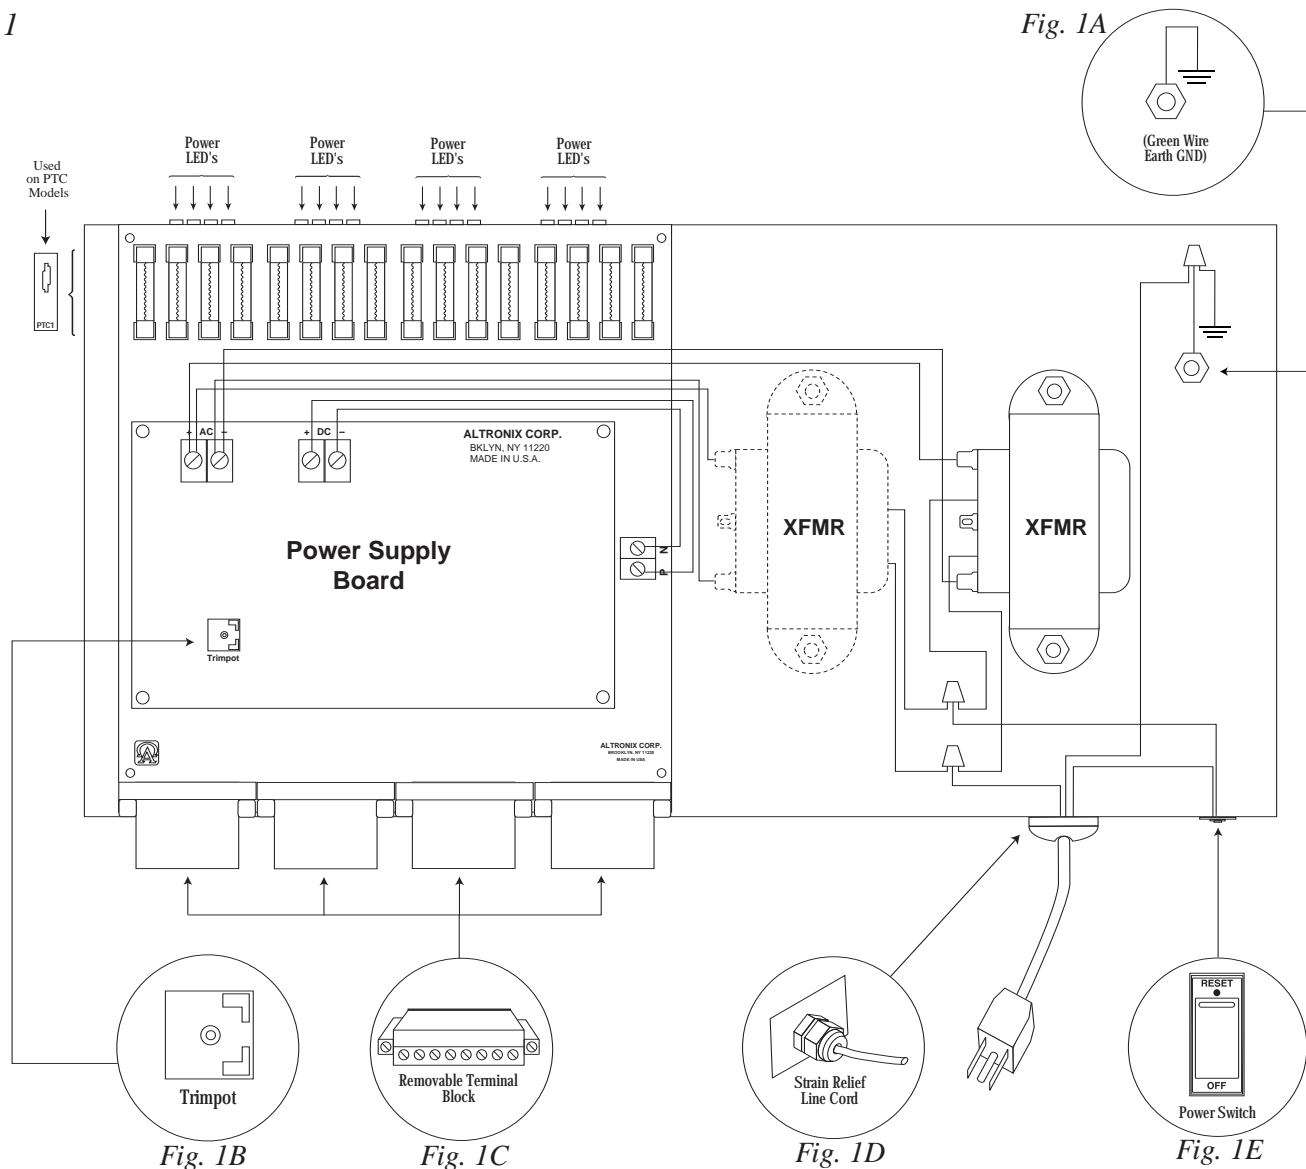 1
Fig. 1A
(Green Wire
Earth GND)
Power
LED's
Power
LED's
Power
LED's
Power
LED's
Used
on PTC
Models
PTC1
+ AC –
+ DC –
ALTRONIX CORP.
BKLYN, NY 11220
MADE IN U.S.A.
Power Supply
Board
N
P
XFMR
XFMR
Trimpot
ALTRONIX CORP.
BROOKLYN, NY 11220
MADE IN USA
Trimpot
Fig. 1B
Removable Terminal
Block
Fig. 1C
Strain Relief
Line Cord
Fig. 1D
RESET
OFF
Power Switch
Fig. 1E